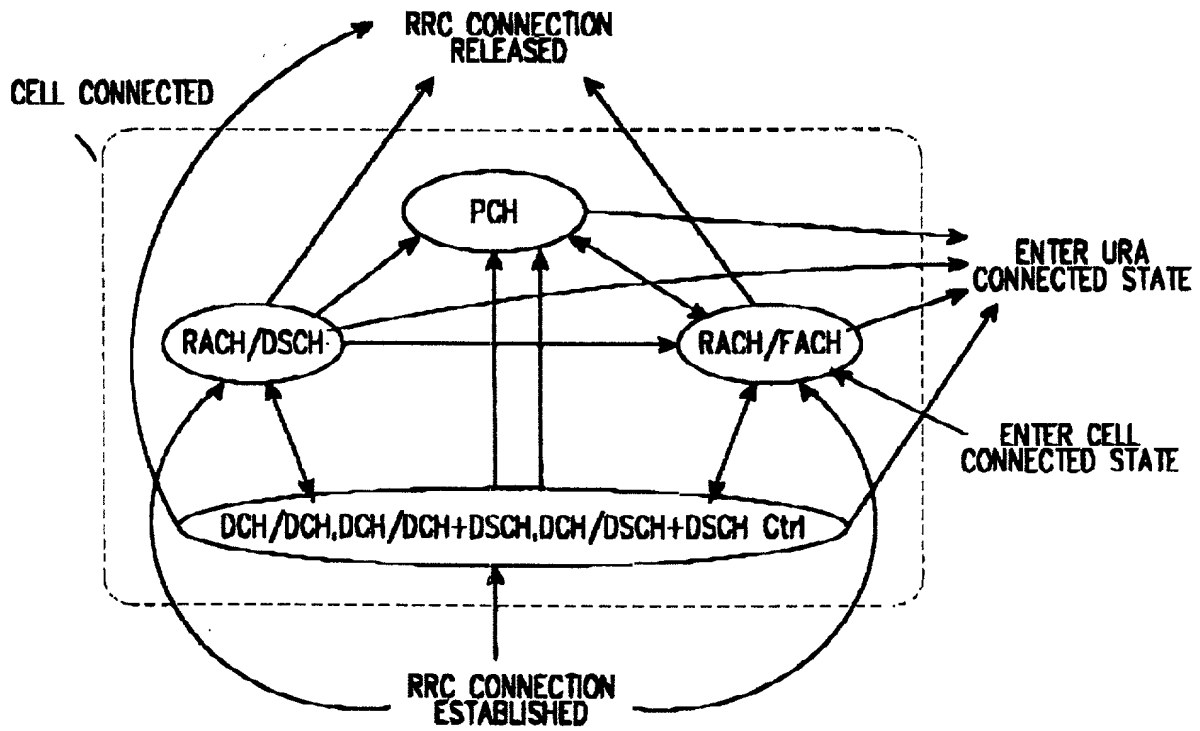 RRC CONNECTION
RELEASED
CELL CONNECTED
PCH
ENTER URA
CONNECTED STATE
RACH/DSCH
RACH/FACH
ENTER CELL
CONNECTED STATE
DCH/DCH,DCH/DCH+DSCH,DCH/DSCH+DSCH Ctrl
RRC CONNECTION
ESTABLISHED